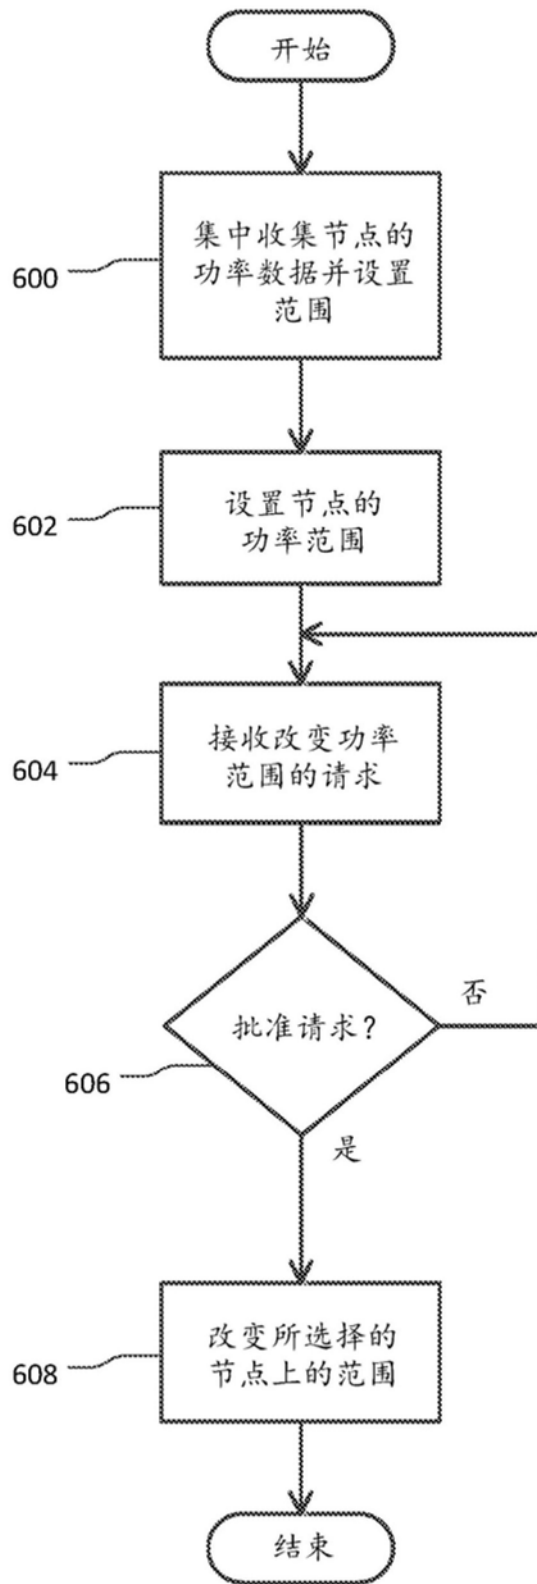 开始
集中收集节点的
功率数据并设置
范围
600
设置节点的
功率范围
602
接收改变功率
范围的请求
604
批准请求?
否
606
是
改变所选择的
节点上的范围
608
结束